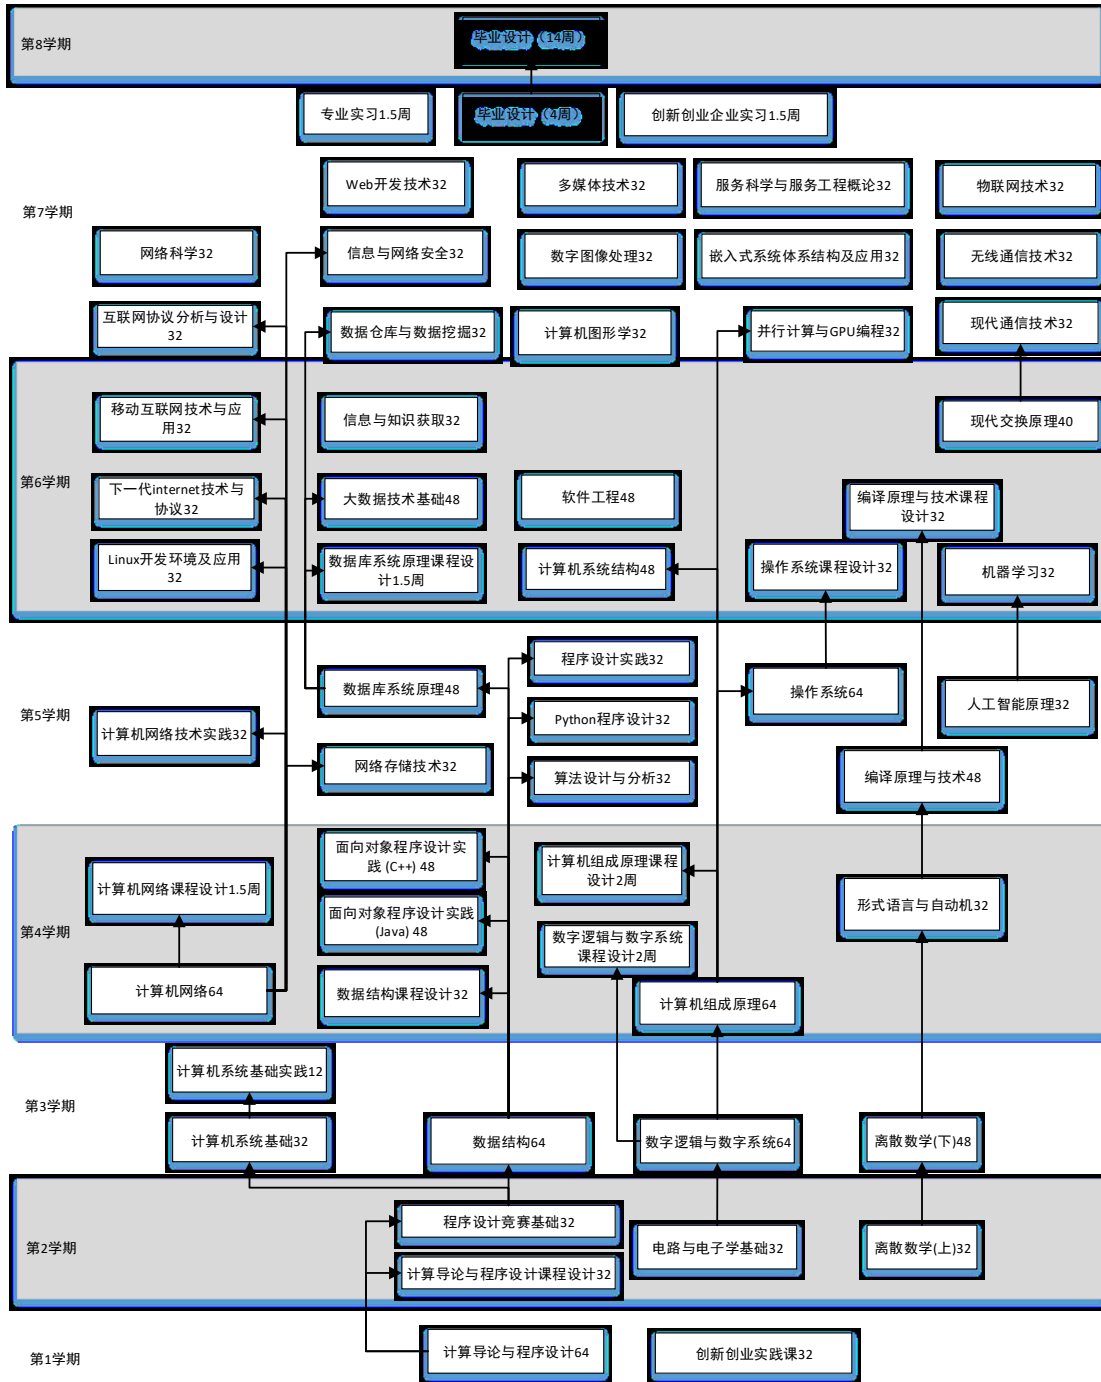 第8学期
毕业设计（14周）
专业实习1.5周
毕业设计（4周）
创新创业企业实习1.5周
第7学期
Web开发技术32
多媒体技术32
服务科学与服务工程概论32
物联网技术32
网络科学32
信息与网络安全32
数字图像处理32
嵌入式系统体系结构及应用32
无线通信技术32
互联网协议分析与设计
32
数据仓库与数据挖掘32
计算机图形学32
并行计算与GPU编程32
现代通信技术32
第6学期
移动互联网技术与应
用32
信息与知识获取32
现代交换原理40
下一代internet技术与
协议32
大数据技术基础48
软件工程48
编译原理与技术课程
设计32
Linux开发环境及应用
32
数据库系统原理课程设
计1.5周
计算机系统结构48
操作系统课程设计32
机器学习32
第5学期
程序设计实践32
数据库系统原理48
操作系统64
人工智能原理32
计算机网络技术实践32
Python程序设计32
网络存储技术32
算法设计与分析32
编译原理与技术48
第4学期
面向对象程序设计实
践 (C++) 48
计算机组成原理课程
设计2周
计算机网络课程设计1.5周
面向对象程序设计实践
(Java) 48
数字逻辑与数字系统
课程设计2周
形式语言与自动机32
计算机网络64
数据结构课程设计32
计算机组成原理64
第3学期
计算机系统基础实践12
计算机系统基础32
数据结构64
数字逻辑与数字系统64
离散数学(下)48
第2学期
程序设计竞赛基础32
电路与电子学基础32
离散数学(上)32
计算导论与程序设计课程设计32
第1学期
计算导论与程序设计64
创新创业实践课32